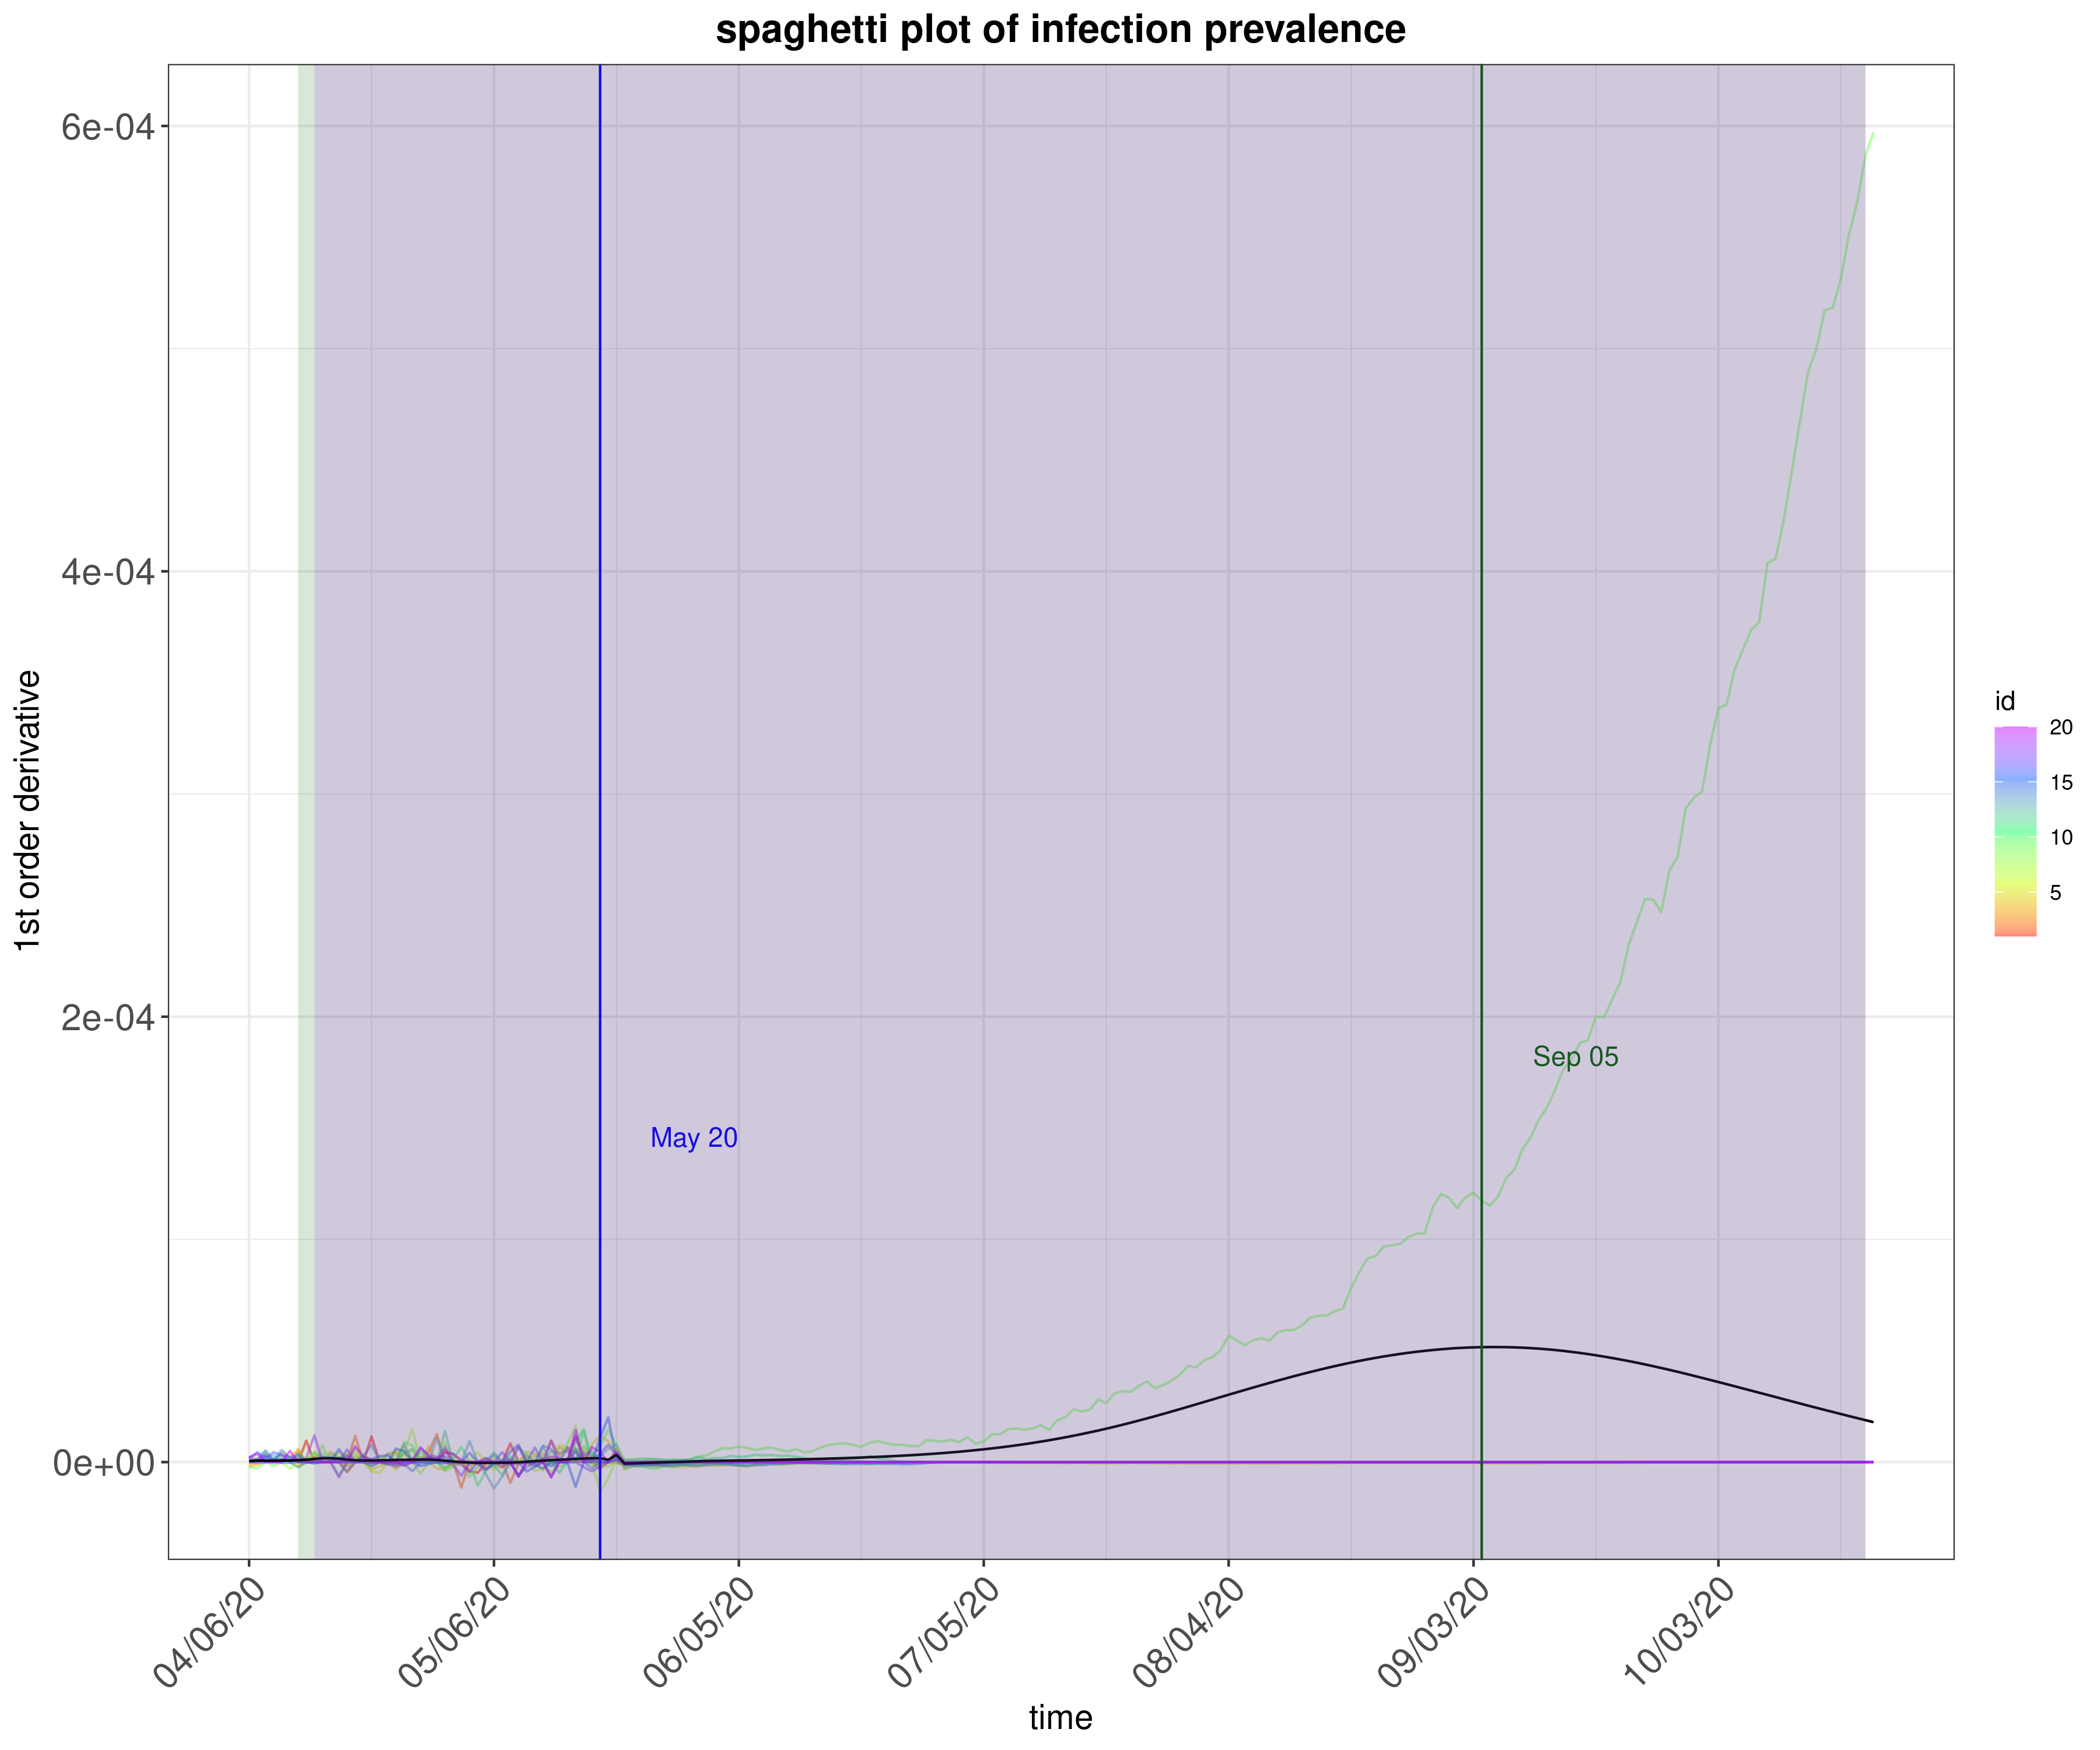 spaghetti plot of infection prevalence
6e-04
4e-04
2e-04
0e+00
1st order derivative
May 20
Sep 05
04/06/20
05/06/20
06/05/20
07/05/20
08/04/20
09/03/20
10/03/20
time
id
20
15
10
5